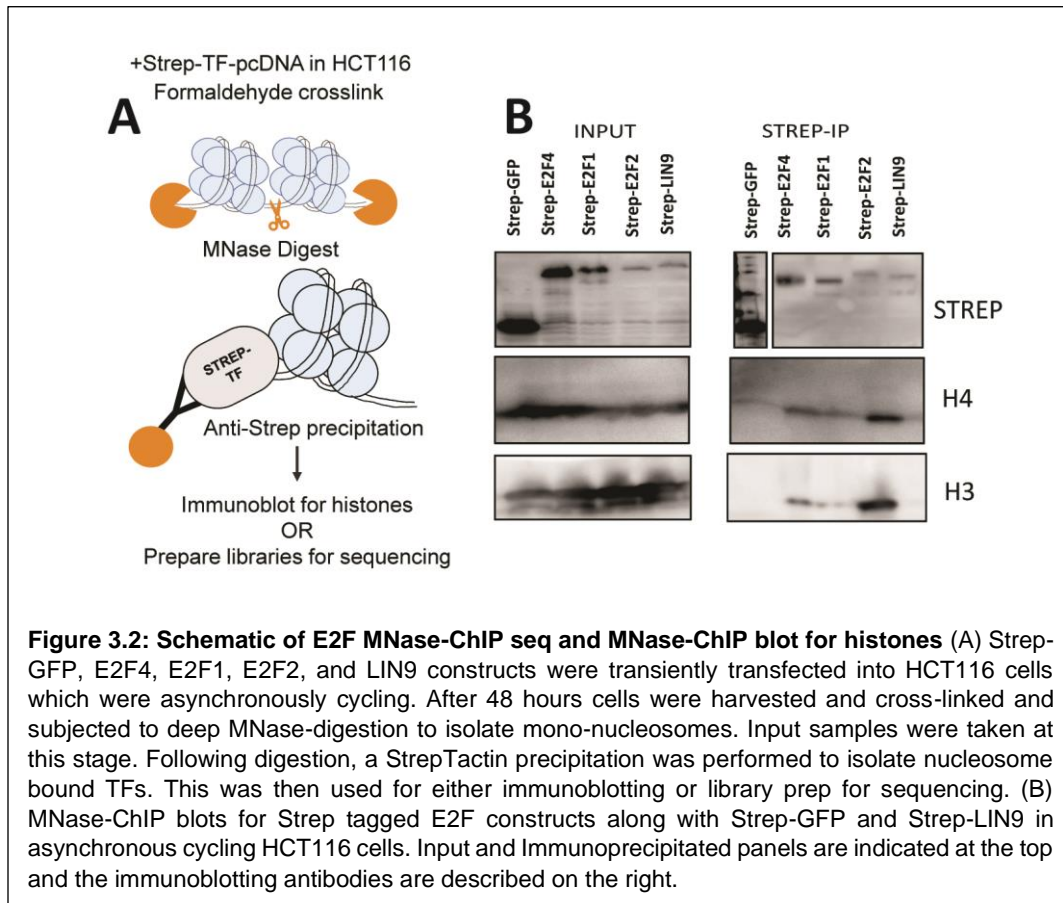 +Strep-TF-pcDNA in HCT116
Formaldehyde crosslink
A
MNase Digest
STREP-
TF
Anti-Strep precipitation
Immunoblot for histones
OR
Prepare libraries for sequencing
B
INPUT
STREP-IP
Strep-GFP
Strep-E2F4
Strep-E2F1
Strep-E2F2
Strep-LIN9
Strep-GFP
Strep-E2F4
Strep-E2F1
Strep-E2F2
Strep-LIN9
STREP
H4
H3
Figure 3.2: Schematic of E2F MNase-ChIP seq and MNase-ChIP blot for histones (A) Strep-
GFP, E2F4, E2F1, E2F2, and LIN9 constructs were transiently transfected into HCT116 cells
which were asynchronously cycling. After 48 hours cells were harvested and cross-linked and
subjected to deep MNase-digestion to isolate mono-nucleosomes. Input samples were taken at
this stage. Following digestion, a StrepTactin precipitation was performed to isolate nucleosome
bound TFs. This was then used for either immunoblotting or library prep for sequencing. (B)
MNase-ChIP blots for Strep tagged E2F constructs along with Strep-GFP and Strep-LIN9 in
asynchronous cycling HCT116 cells. Input and Immunoprecipitated panels are indicated at the top
and the immunoblotting antibodies are described on the right.